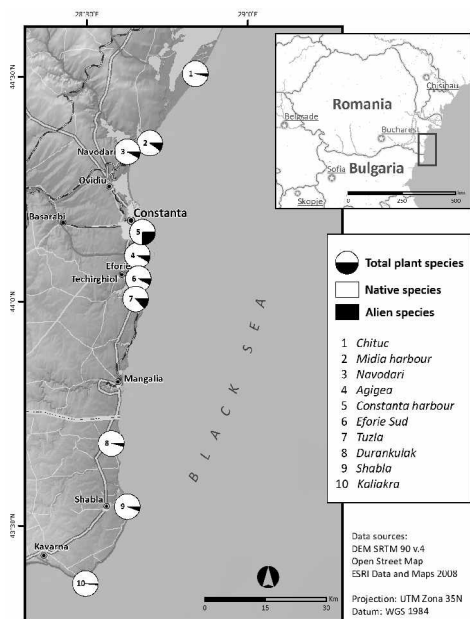 28°30'E
29°0'E
44°30'N
1
2
Navodari
3
Ovidiu
Basarabi
Constanta
5
4
Eforie
6
Techirghiol
7
44°0'N
Mangalia
8
Shabla
9
43°30'N
Kavarna
10
BLACK SEA
0 15 30 Km
Chisinau
Romania
Belgrade
Bucharest
Bulgaria
Sofia
Skopje
0 250 500
Total plant species
Native species
Alien species
1 Chituc
2 Midia harbour
3 Navodari
4 Agigea
5 Constanta harbour
6 Eforie Sud
7 Tuzla
8 Durankulak
9 Shabla
10 Kaliakra
Data sources:
DEM SRTM 90 v.4
Open Street Map
ESRI Data and Maps 2008
Projection: UTM Zona 35N
Datum: WGS 1984